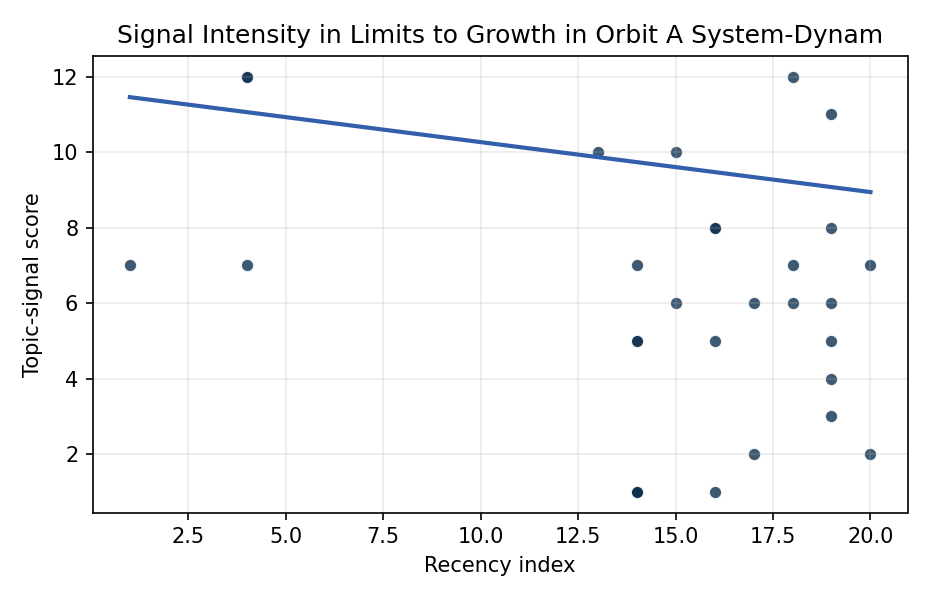 Signal Intensity in Limits to Growth in Orbit A System-Dynam
12
10
8
6
4
2
Topic-signal score
2.5 5.0 7.5 10.0 12.5 15.0 17.5 20.0
Recency index